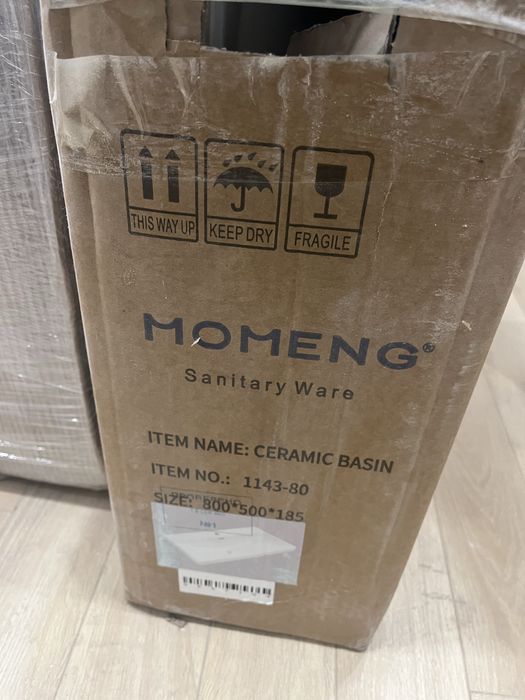 THIS WAY UP
KEEP DRY
FRAGILE
MOMENG®
Sanitary Ware
ITEM NAME: CERAMIC BASIN
ITEM NO.: 1143-80
SIZE: 800*500*185